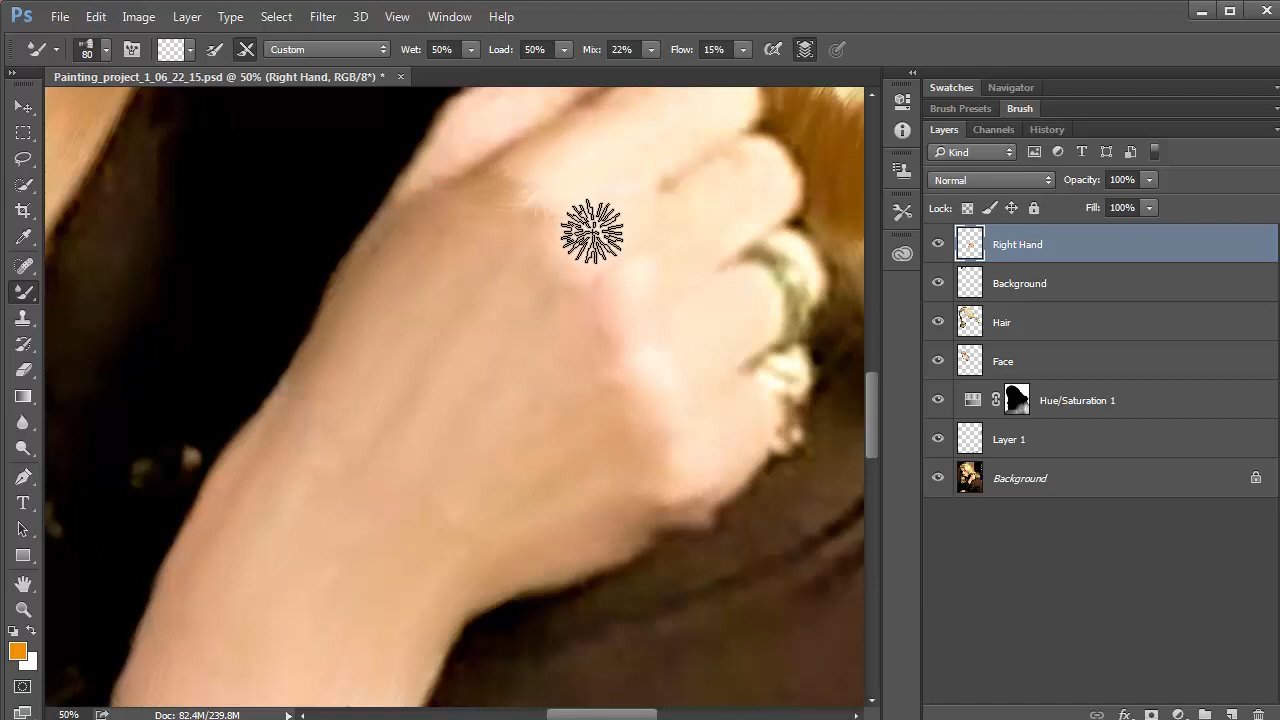 Ps File Edit Image Layer Type Select Filter 3D View Window Help
80 Custom Wet: 50% Load: 50% Mix: 22% Flow: 15%
Painting_project_1_06_22_15.psd @ 50% (Right Hand, RGB/8*) * ×
Swatches Navigator
Brush Presets Brush
Layers Channels History
Kind
Normal Opacity: 100%
Lock: Fill: 100%
Right Hand
Background
Hair
Face
Hue/Saturation 1
Layer 1
Background
50% Doc: 82.4M/239.8M